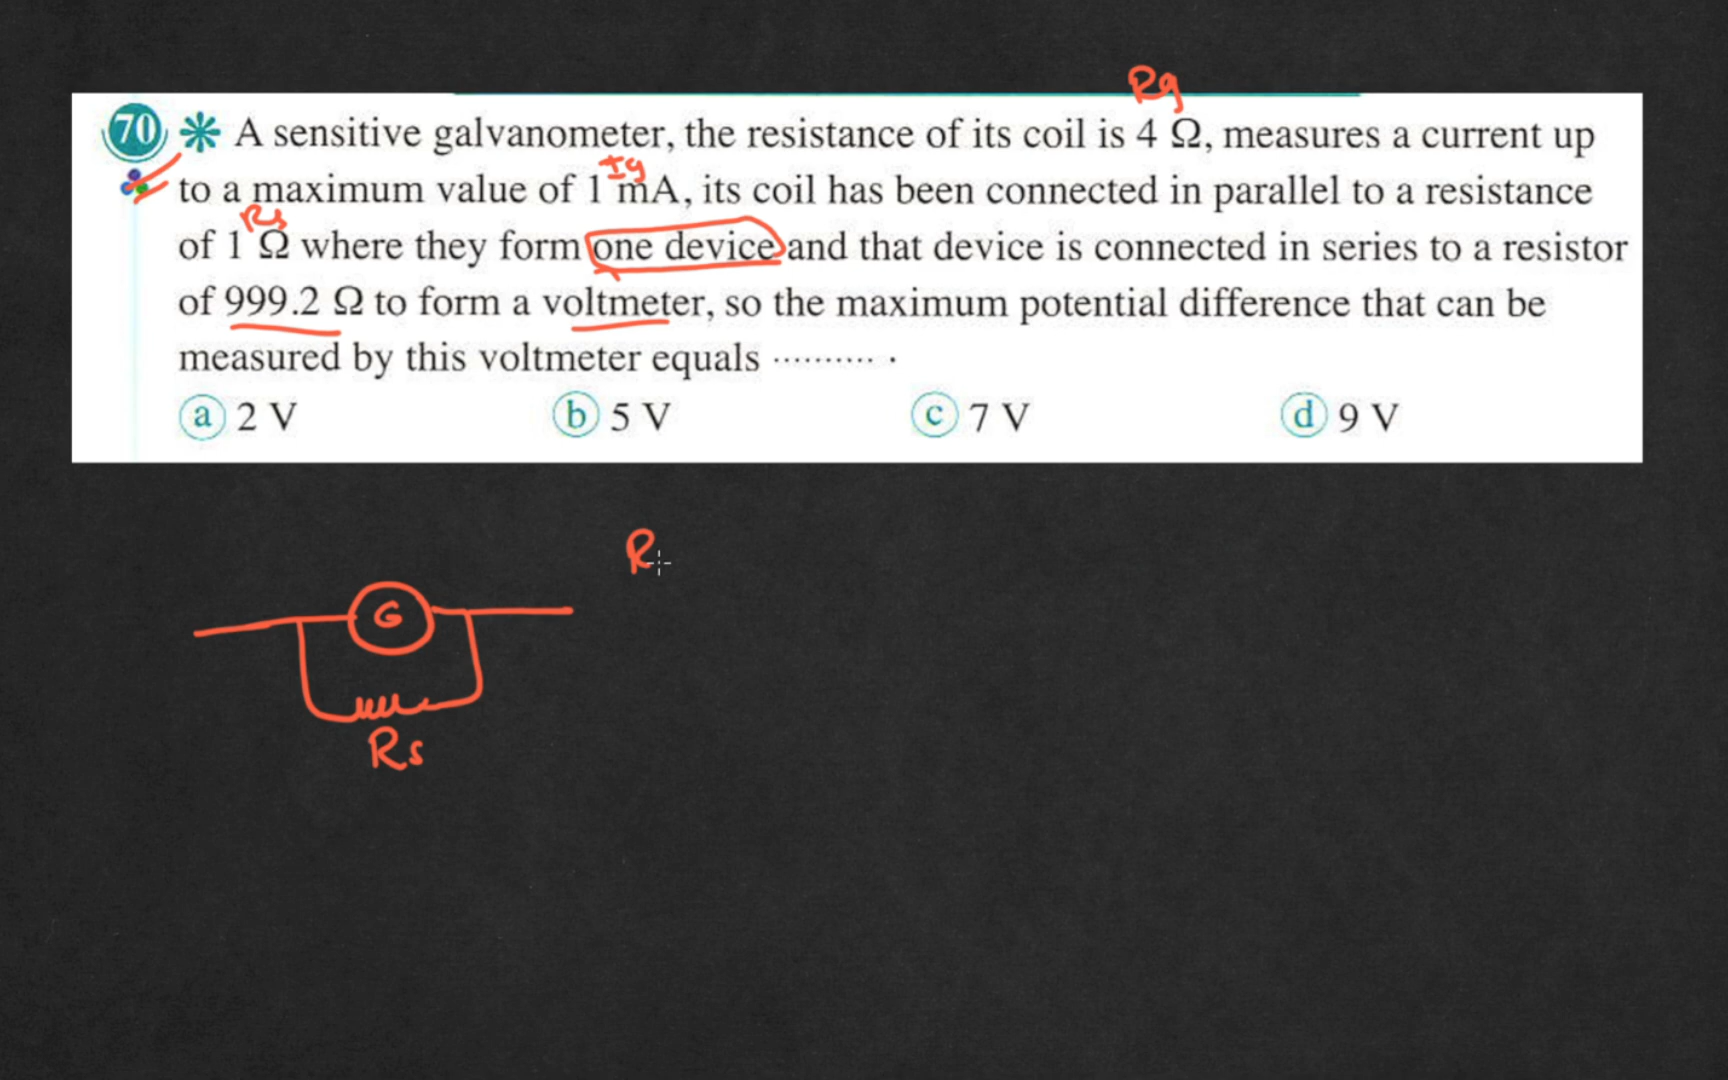 Rg
70 * A sensitive galvanometer, the resistance of its coil is 4 Ω, measures a current up
Ig
to a maximum value of 1 mA, its coil has been connected in parallel to a resistance
Rs
of 1 Ω where they form one device and that device is connected in series to a resistor
of 999.2 Ω to form a voltmeter, so the maximum potential difference that can be
measured by this voltmeter equals .......... .
a 2 V b 5 V c 7 V d 9 V
R
G
Rs